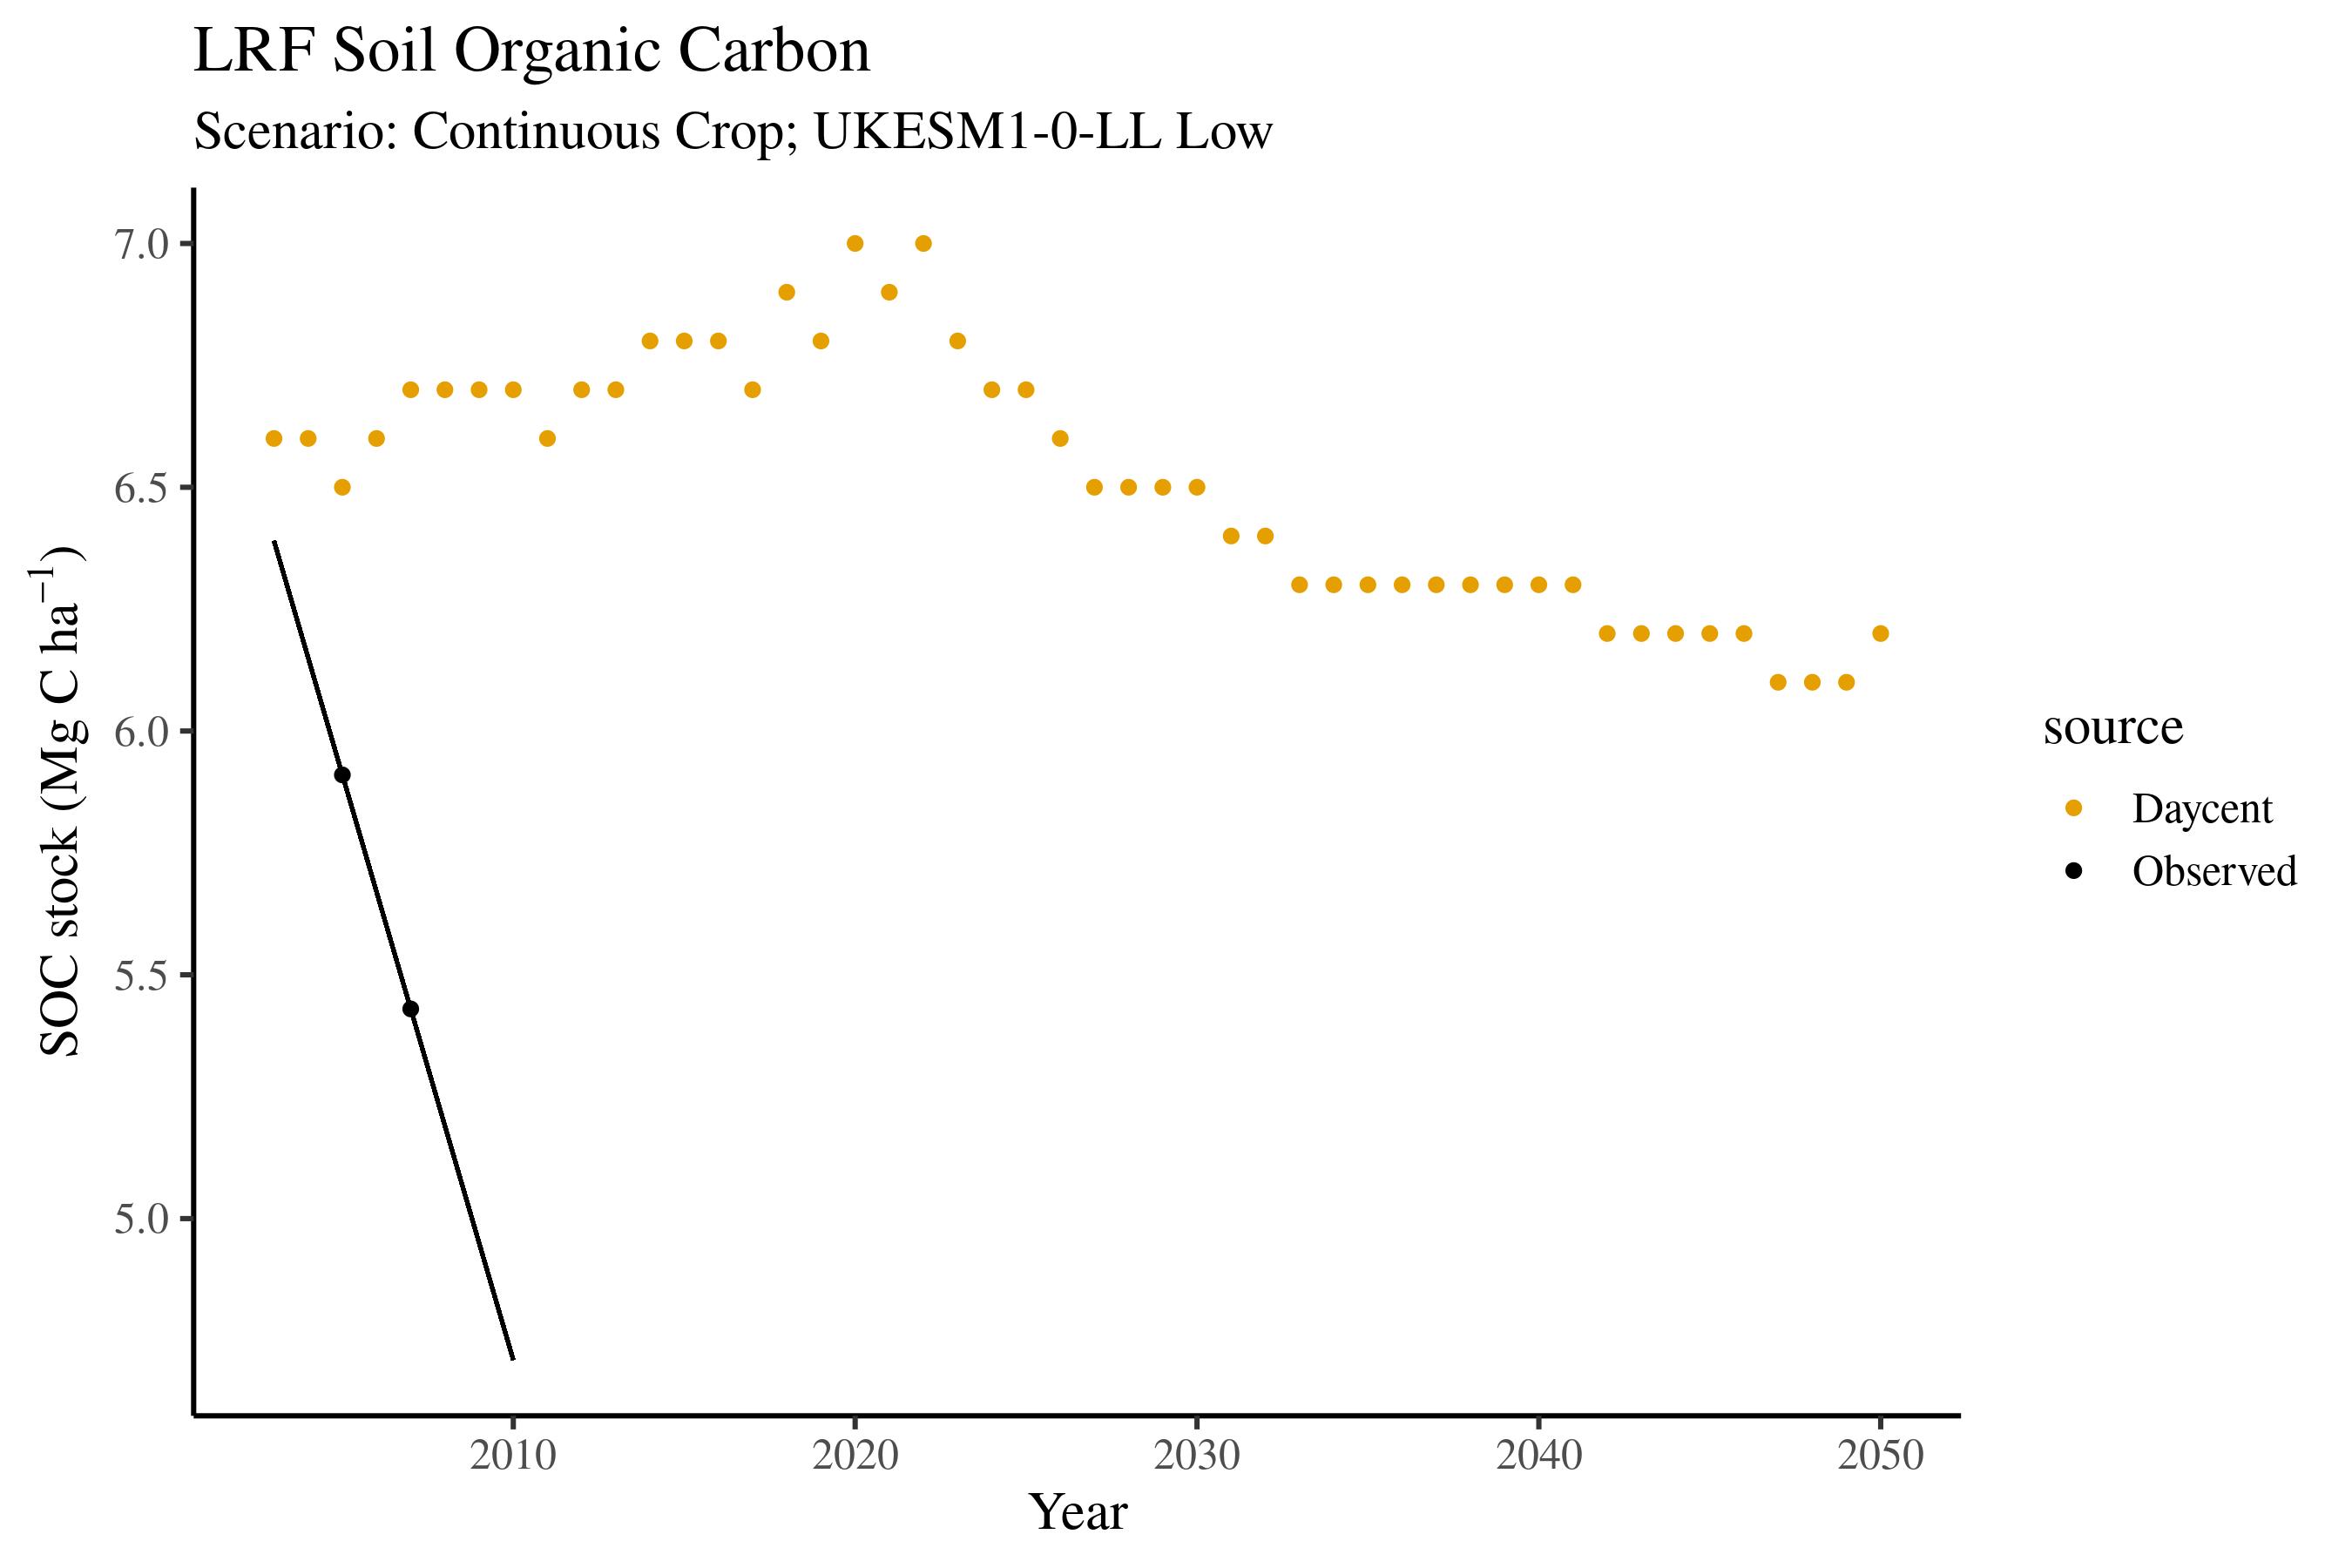 LRF Soil Organic Carbon
Scenario: Continuous Crop; UKESM1-0-LL Low
SOC stock (Mg C ha⁻¹)
7.0
6.5
6.0
5.5
5.0
2010 2020 2030 2040 2050
Year
source
Daycent
Observed